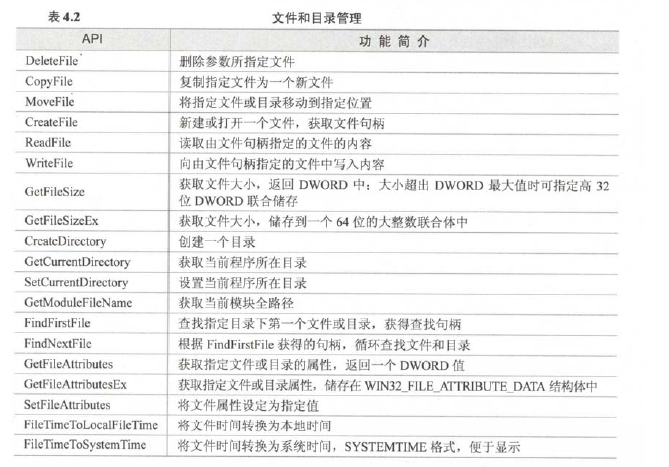 表 4.2 文件和目录管理
API 功 能 简 介
DeleteFile 删除参数所指定文件
CopyFile 复制指定文件为一个新文件
MoveFile 将指定文件或目录移动到指定位置
CreateFile 新建或打开一个文件，获取文件句柄
ReadFile 读取由文件句柄指定的文件的内容
WriteFile 向由文件句柄指定的文件中写入内容
GetFileSize 获取文件大小，返回 DWORD 中；大小超出 DWORD 最大值时可指定高 32
位 DWORD 联合储存
GetFileSizeEx 获取文件大小，储存到一个 64 位的大整数联合体中
CreateDirectory 创建一个目录
GetCurrentDirectory 获取当前程序所在目录
SetCurrentDirectory 设置当前程序所在目录
GetModuleFileName 获取当前模块全路径
FindFirstFile 查找指定目录下第一个文件或目录，获得查找句柄
FindNextFile 根据 FindFirstFile 获得的句柄，循环查找文件和目录
GetFileAttributes 获取指定文件或目录的属性，返回一个 DWORD 值
GetFileAttributesEx 获取指定文件或目录属性，储存在 WIN32_FILE_ATTRIBUTE_DATA 结构体中
SetFileAttributes 将文件属性设定为指定值
FileTimeToLocalFileTime 将文件时间转换为本地时间
FileTimeToSystemTime 将文件时间转换为系统时间，SYSTEMTIME 格式，便于显示